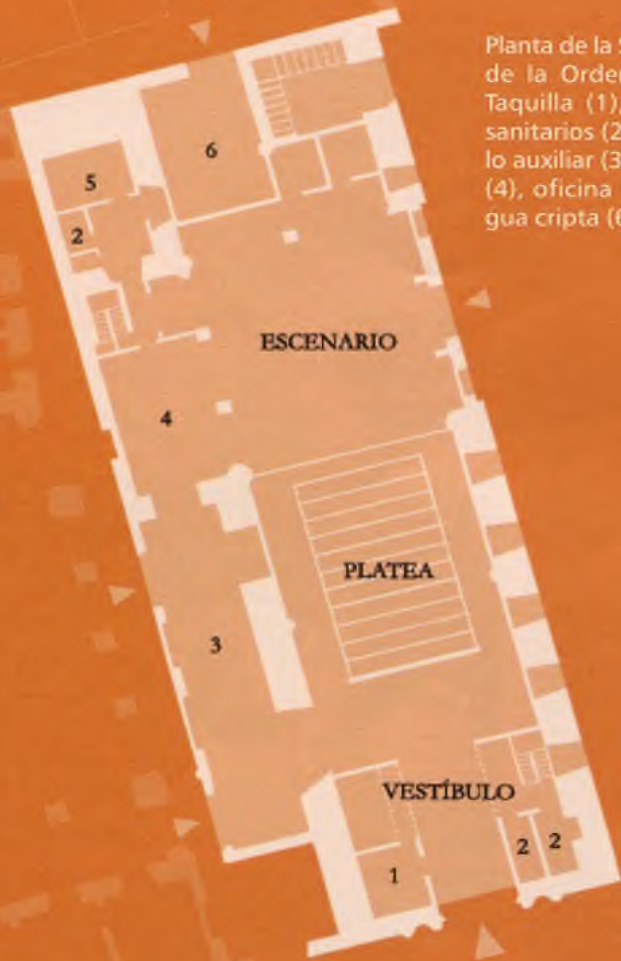 Planta de la
de la Orden
Taquilla (1),
sanitarios (2
lo auxiliar (3
(4), oficina
gua cripta (6
6
5
2
ESCENARIO
4
PLATEA
3
VESTÍBULO
2 2
1